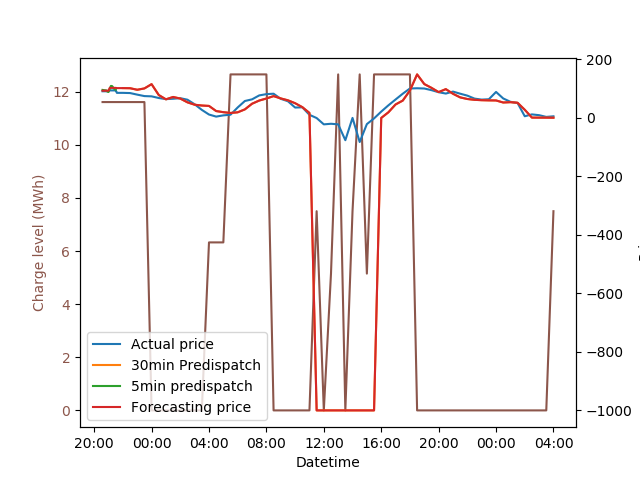 200
12
0
10
−200
8
−400
6
−600
4
−800
2
0
−1000
Charge level (MWh)
Actual price
30min Predispatch
5min predispatch
Forecasting price
20:00 00:00 04:00 08:00 12:00 16:00 20:00 00:00 04:00
Datetime